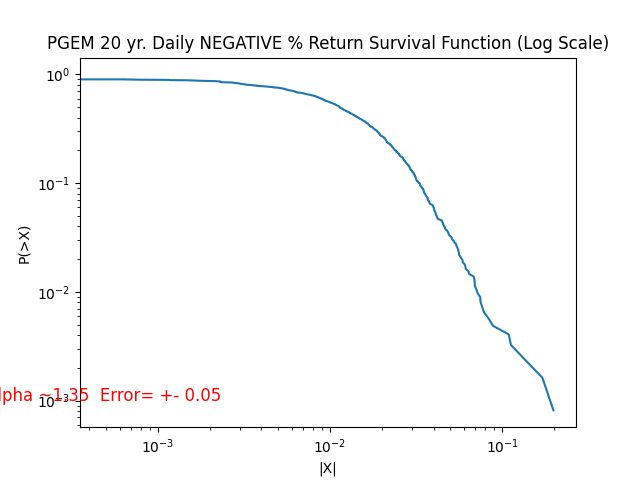 PGEM 20 yr. Daily NEGATIVE % Return Survival Function (Log Scale)
10⁰
10⁻¹
10⁻²
10⁻³
P(>X)
lpha ~1.35  Error= +- 0.05
10⁻³
10⁻²
10⁻¹
|X|